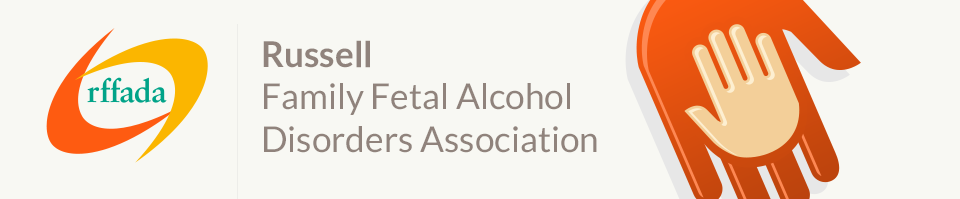 rffada
Russell
Family Fetal Alcohol
Disorders Association